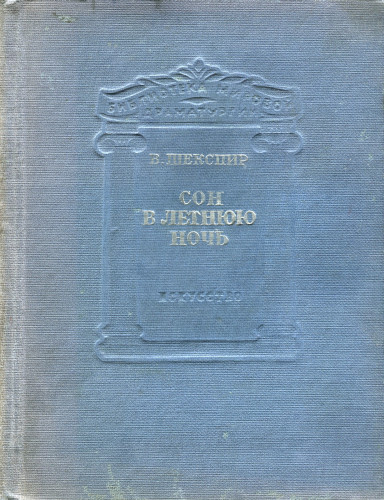 БИБЛИОТЕКА МИРОВОЙ
ДРАМАТУРГИИ
В. ШЕКСПИР
СОН
В ЛЕТНЮЮ
НОЧЬ
ИСКУССТВО